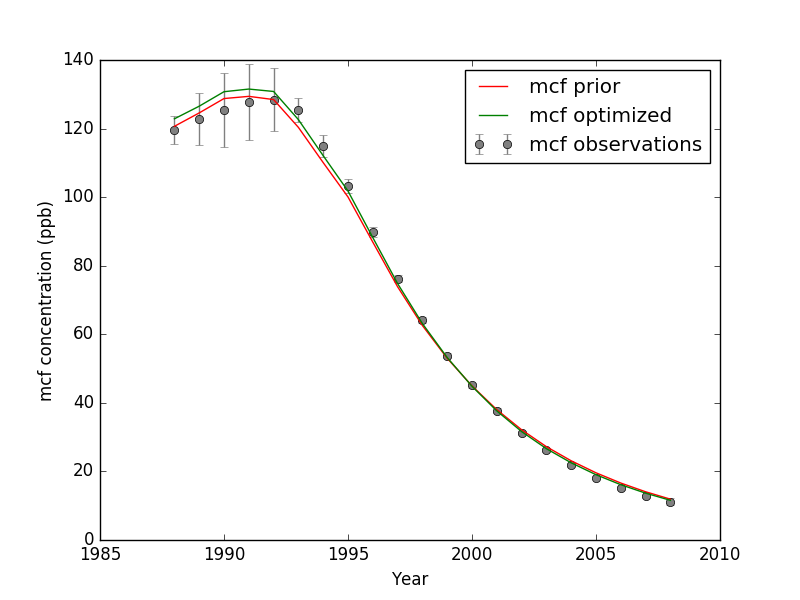 140
120
100
80
60
40
20
0
mcf concentration (ppb)
mcf prior
mcf optimized
mcf observations
1985 1990 1995 2000 2005 2010
Year